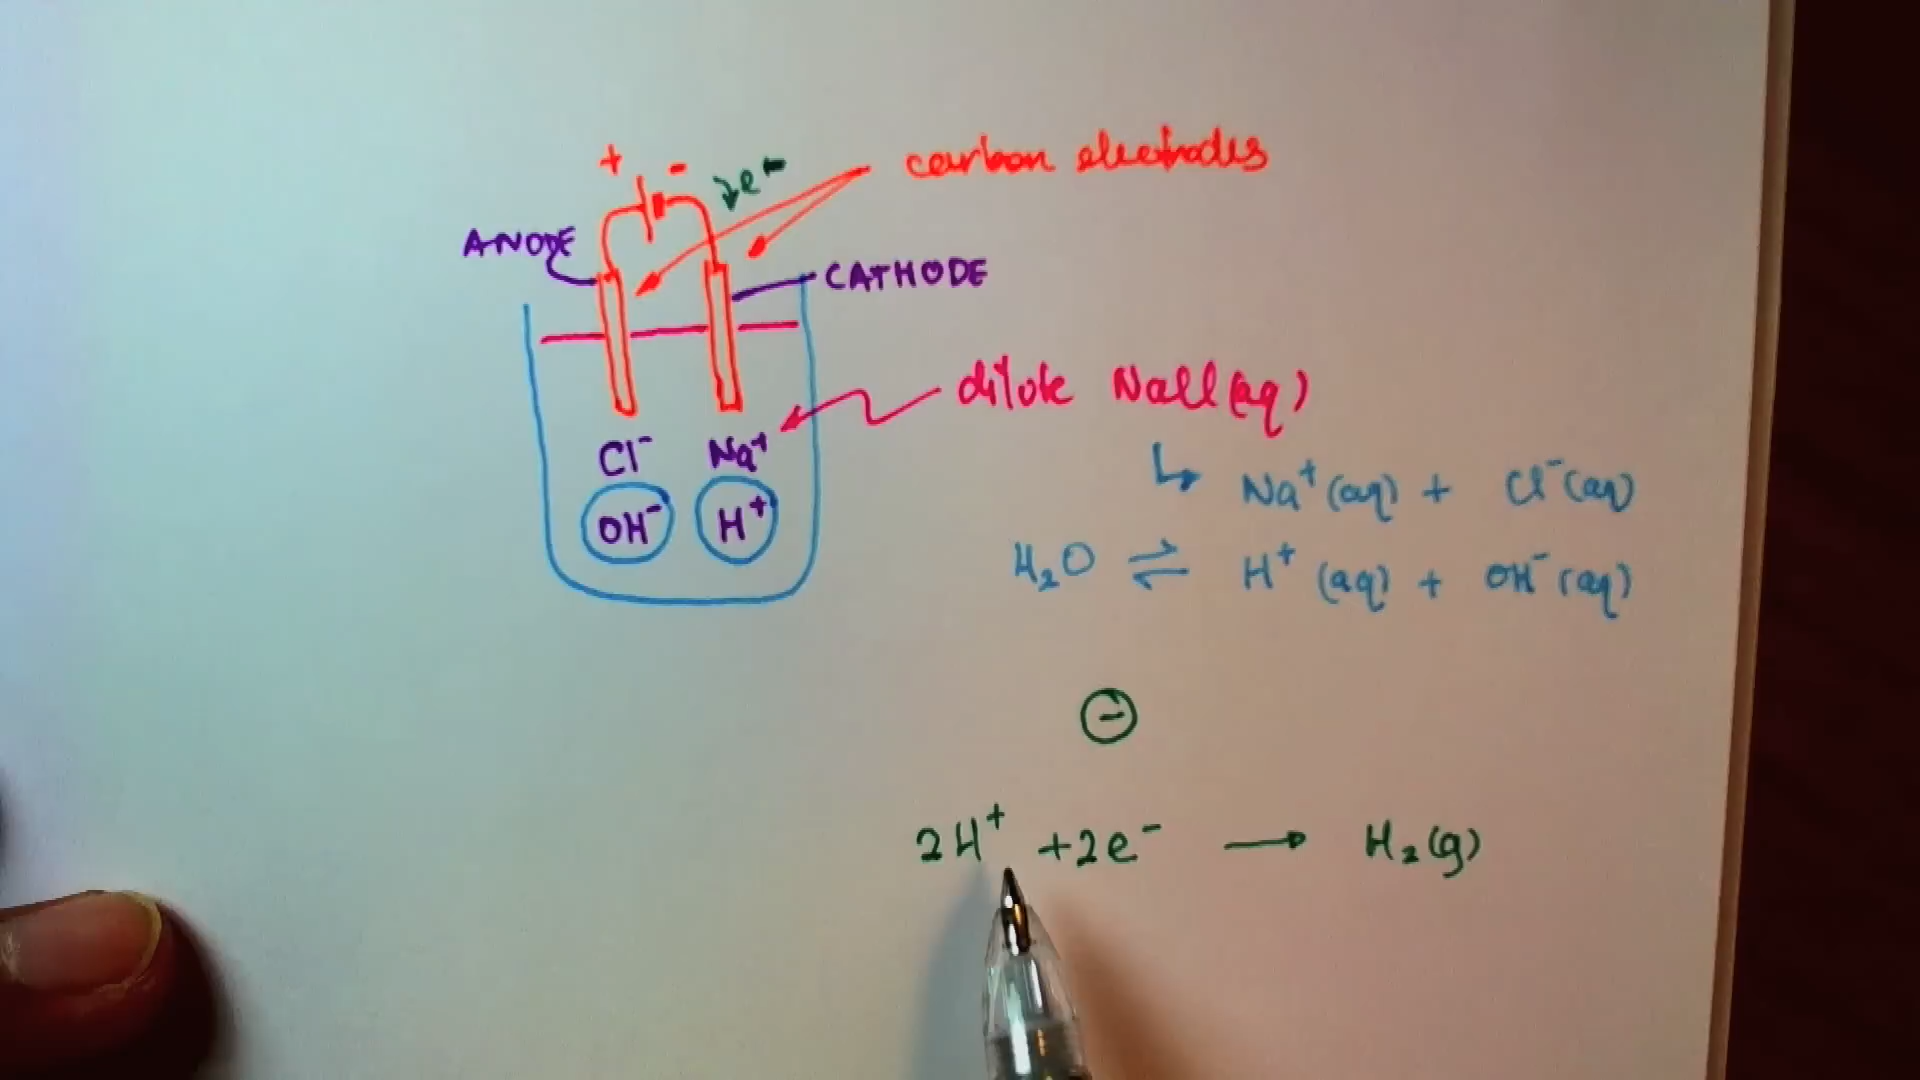 + - e⁻ carbon electrodes
ANODE
CATHODE
dilute NaCl(aq)
Cl⁻ Na⁺
↳ Na⁺(aq) + Cl⁻(aq)
OH⁻ H⁺
H₂O ⇌ H⁺(aq) + OH⁻(aq)
⊖
2H⁺ +2e⁻ → H₂(g)